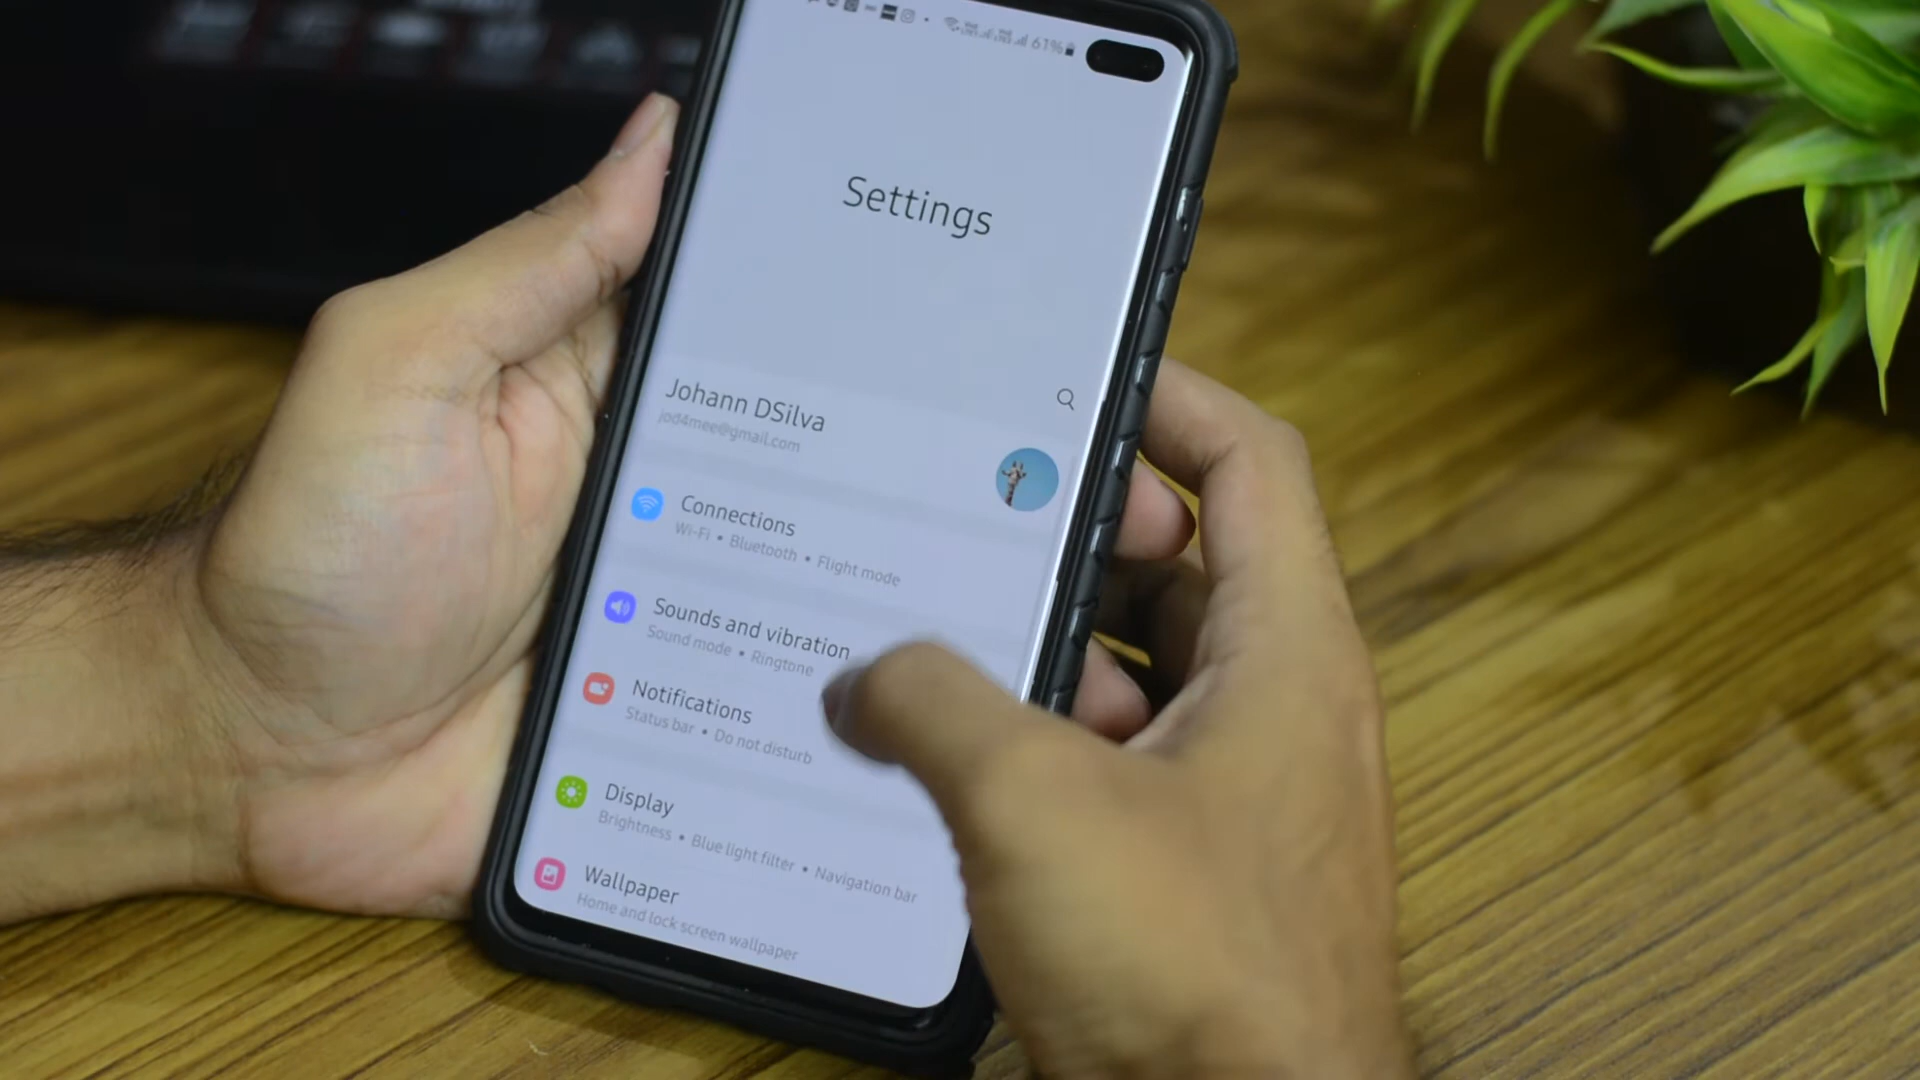 61%
Settings
Johann DSilva
jod4mee@gmail.com
Connections
Wi-Fi • Bluetooth • Flight mode
Sounds and vibration
Sound mode • Ringtone
Notifications
Status bar • Do not disturb
Display
Brightness • Blue light filter • Navigation bar
Wallpaper
Home and lock screen wallpaper